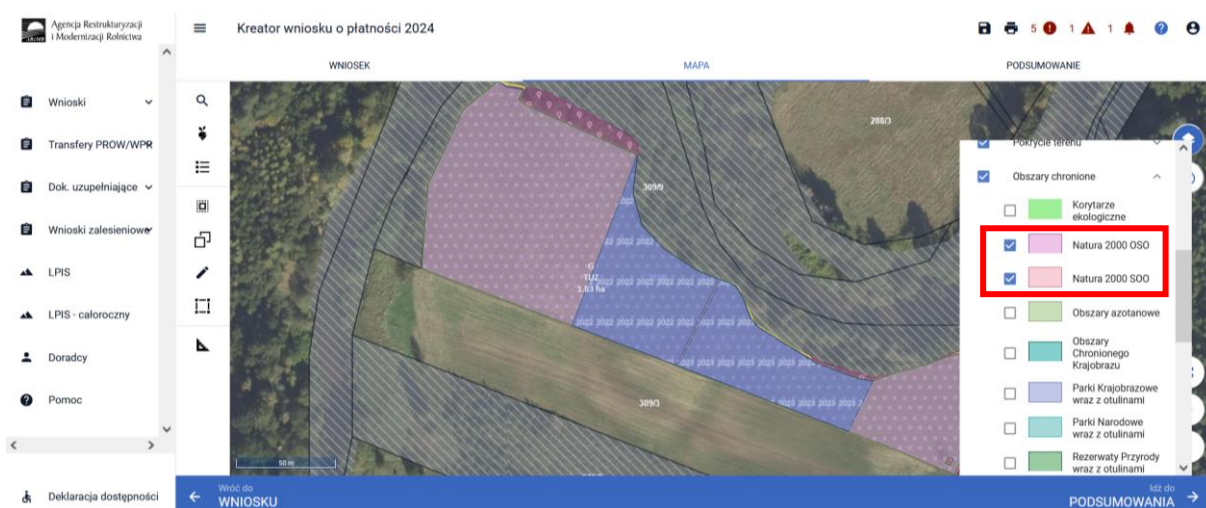 Agencja Restrukturyzacji
i Modernizacji Rolnictwa
Kreator wniosku o płatności 2024
5 1 1
WNIOSEK
MAPA
PODSUMOWANIE
Wnioski
Transfery PROW/WPR
Dok. uzupełniające
Wnioski zalesieniowe
LPIS
LPIS - całoroczny
Doradcy
Pomoc
Deklaracja dostępności
288/3
309/9
G
TUZ
1.83 ha
309/3
50 m
Pokrycie terenu
Obszary chronione
Korytarze
ekologiczne
Natura 2000 OSO
Natura 2000 SOO
Obszary azotanowe
Obszary
Chronionego
Krajobrazu
Parki Krajobrazowe
wraz z otulinami
Parki Narodowe
wraz z otulinami
Rezerwaty Przyrody
wraz z otulinami
Wróć do
WNIOSKU
Idź do
PODSUMOWANIA